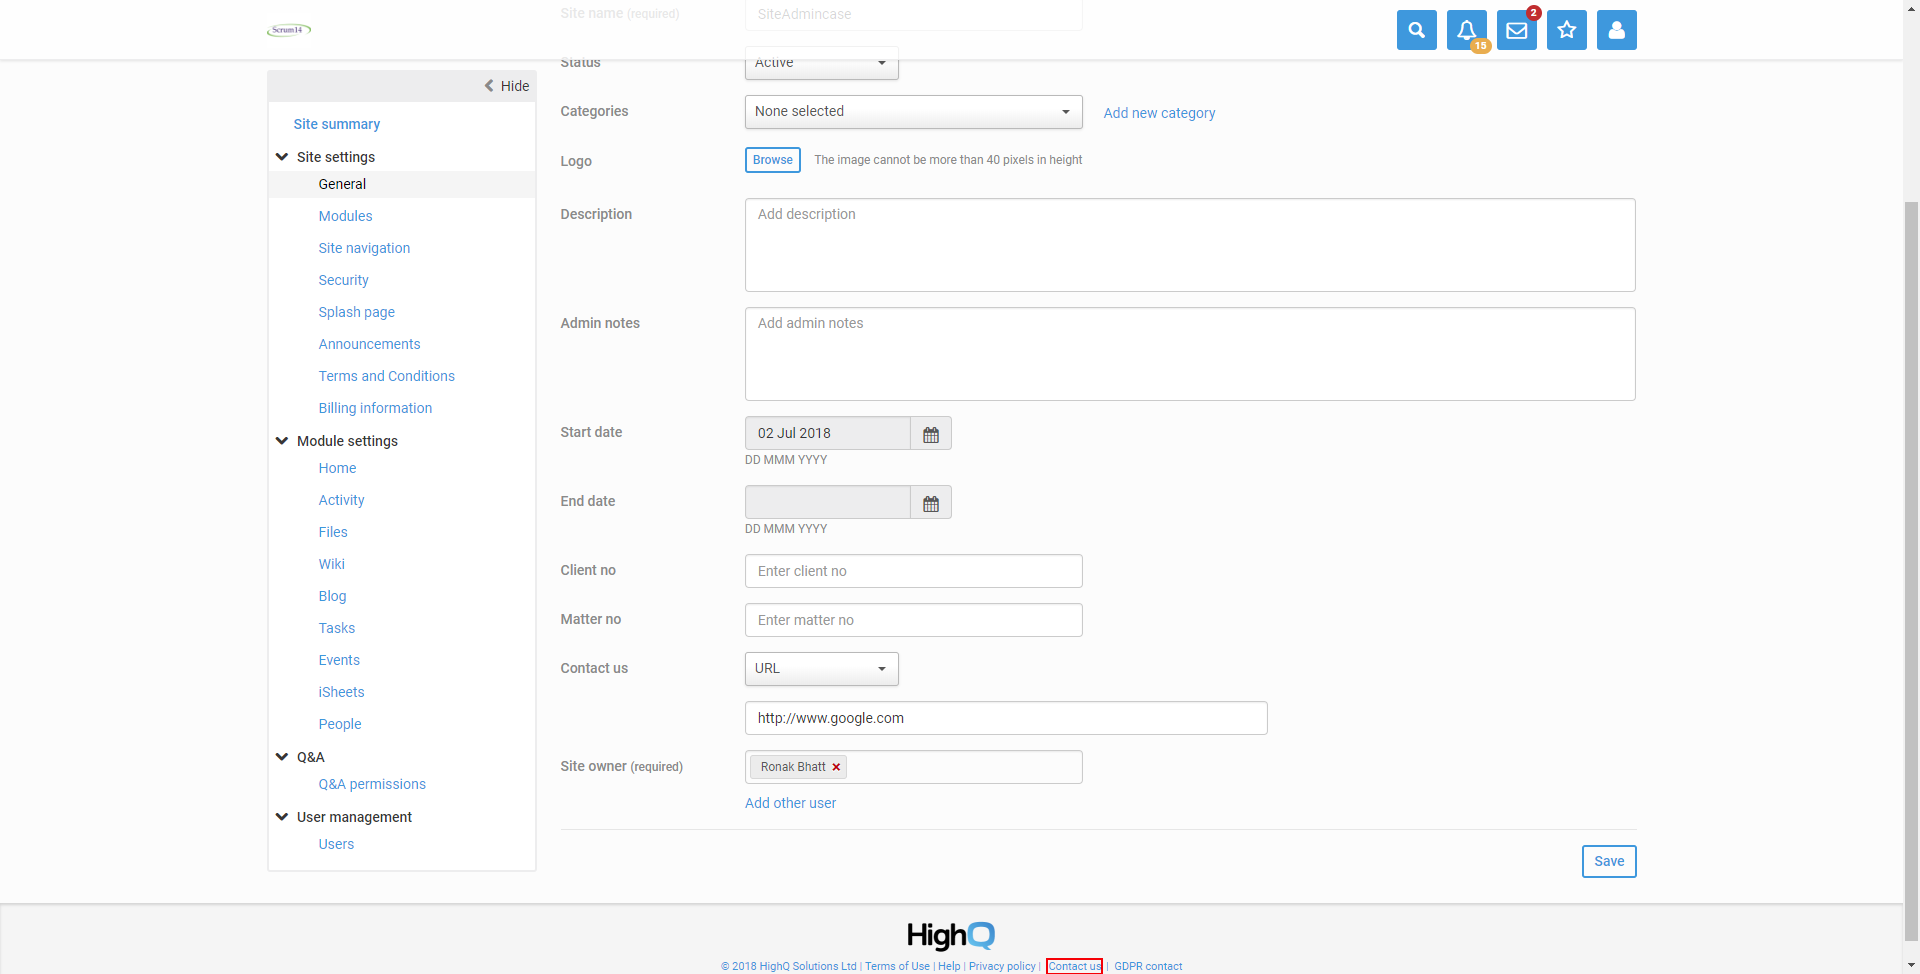 Scrum14
Site name (required)
SiteAdmincase
2
15
Hide
Site summary
Site settings
General
Modules
Site navigation
Security
Splash page
Announcements
Terms and Conditions
Billing information
Module settings
Home
Activity
Files
Wiki
Blog
Tasks
Events
iSheets
People
Q&A
Q&A permissions
User management
Users
Status
Active
Categories
None selected
Add new category
Logo
Browse
The image cannot be more than 40 pixels in height
Description
Add description
Admin notes
Add admin notes
Start date
02 Jul 2018
DD MMM YYYY
End date
DD MMM YYYY
Client no
Enter client no
Matter no
Enter matter no
Contact us
URL
http://www.google.com
Site owner (required)
Ronak Bhatt ×
Add other user
Save
HighQ
© 2018 HighQ Solutions Ltd | Terms of Use | Help | Privacy policy | Contact us | GDPR contact